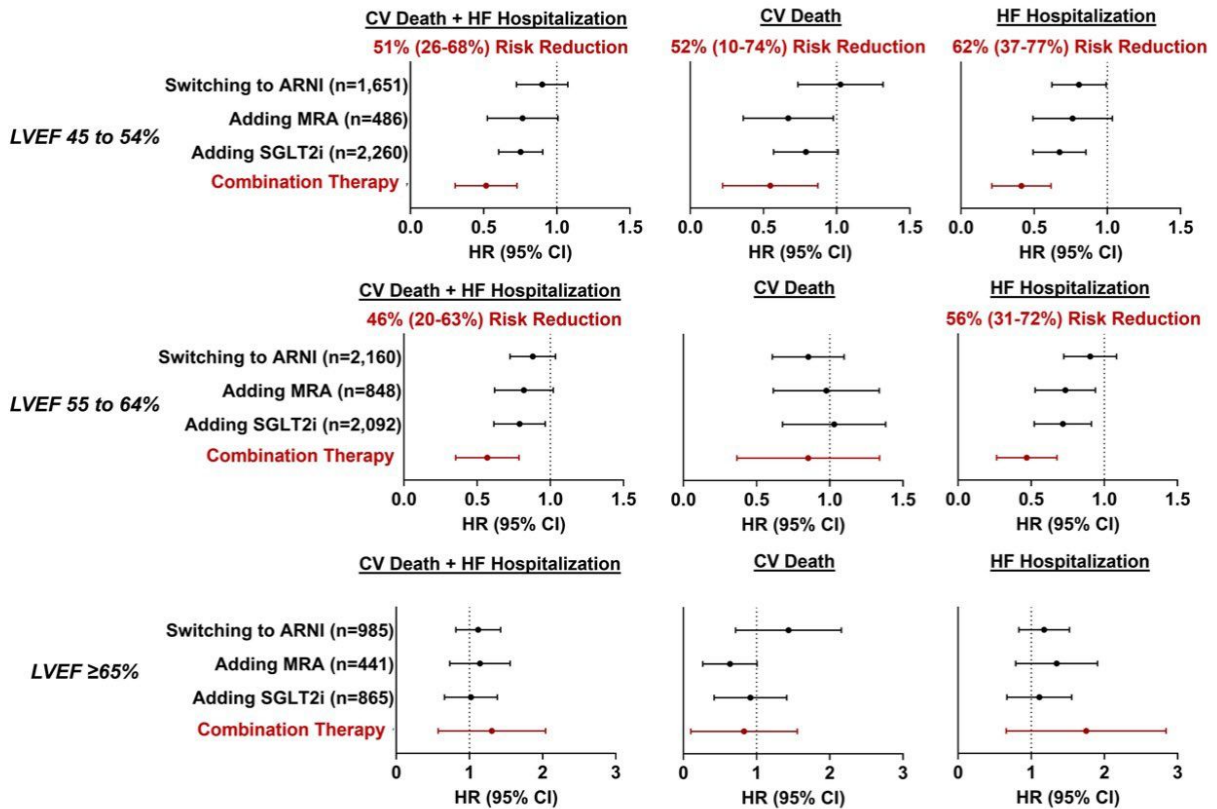 CV Death + HF Hospitalization CV Death HF Hospitalization
51% (26-68%) Risk Reduction 52% (10-74%) Risk Reduction 62% (37-77%) Risk Reduction
Switching to ARNI (n=1,651)
Adding MRA (n=486)
LVEF 45 to 54%
Adding SGLT2i (n=2,260)
Combination Therapy
0.0 0.5 1.0 1.5 0.0 0.5 1.0 1.5 0.0 0.5 1.0 1.5
HR (95% CI) HR (95% CI) HR (95% CI)
CV Death + HF Hospitalization CV Death HF Hospitalization
46% (20-63%) Risk Reduction 56% (31-72%) Risk Reduction
Switching to ARNI (n=2,160)
Adding MRA (n=848)
LVEF 55 to 64%
Adding SGLT2i (n=2,092)
Combination Therapy
0.0 0.5 1.0 1.5 0.0 0.5 1.0 1.5 0.0 0.5 1.0 1.5
HR (95% CI) HR (95% CI) HR (95% CI)
CV Death + HF Hospitalization CV Death HF Hospitalization
Switching to ARNI (n=985)
Adding MRA (n=441)
LVEF ≥65%
Adding SGLT2i (n=865)
Combination Therapy
0 1 2 3 0 1 2 3 0 1 2 3
HR (95% CI) HR (95% CI) HR (95% CI)